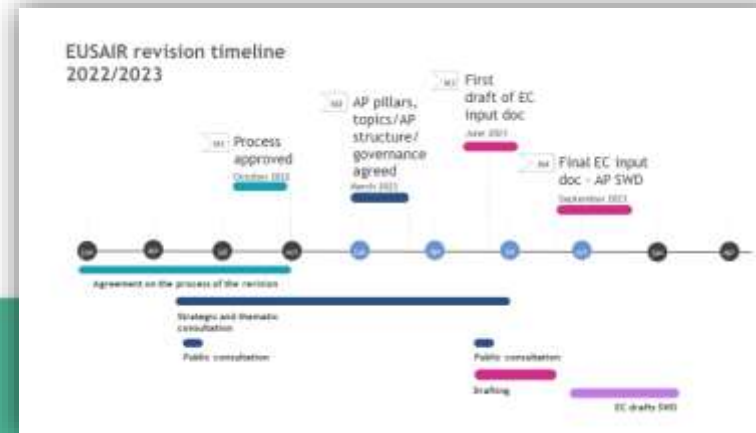 EUSAIR revision timeline
2022/2023
First
draft of EC
input doc
June 2023
AP pillars,
topics/AP
structure/
governance
agreed
March 2023
Process
approved
October 2022
Final EC input
doc - AP SWD
September 2023
Agreement on the process of the revision
Strategic and thematic
consultation
Public consultation
Public consultation
Drafting
EC drafts SWD